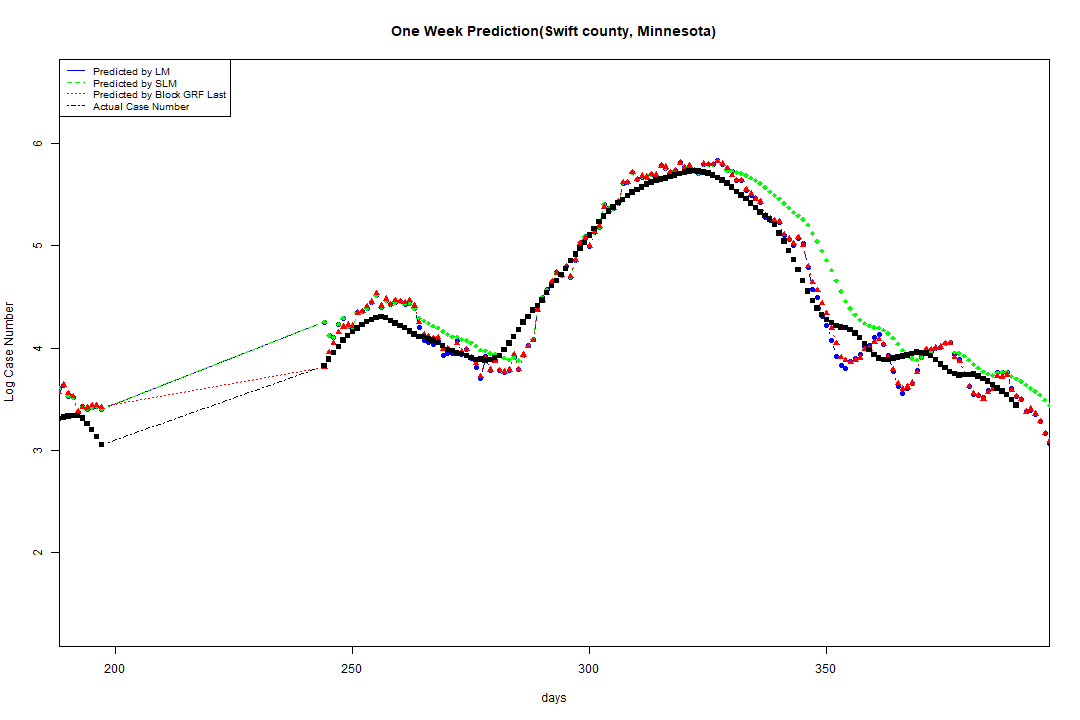 One Week Prediction(Swift county, Minnesota)
Predicted by LM
Predicted by SLM
Predicted by Block GRF Last
Actual Case Number
6
5
4
3
2
Log Case Number
200
250
300
350
days